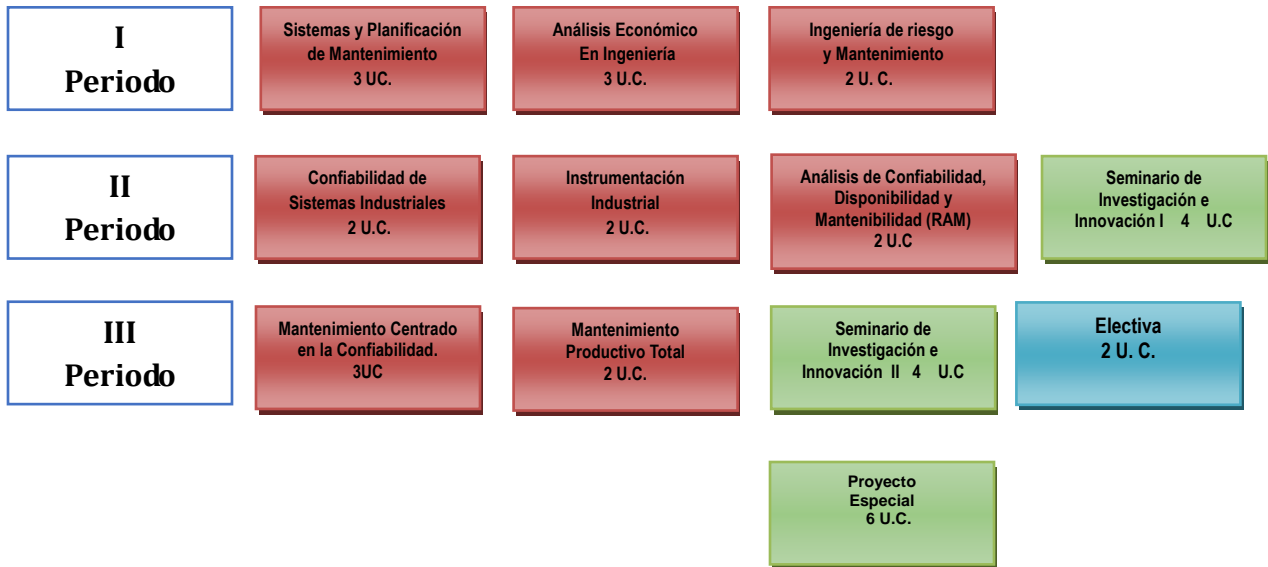 I
Periodo
Sistemas y Planificación
de Mantenimiento
3 UC.
Análisis Económico
En Ingeniería
3 U.C.
Ingeniería de riesgo
y Mantenimiento
2 U. C.
II
Periodo
Confiabilidad de
Sistemas Industriales
2 U.C.
Instrumentación
Industrial
2 U.C.
Análisis de Confiabilidad,
Disponibilidad y
Mantenibilidad (RAM)
2 U.C
Seminario de
Investigación e
Innovación I 4 U.C
III
Periodo
Mantenimiento Centrado
en la Confiabilidad.
3UC
Mantenimiento
Productivo Total
2 U.C.
Seminario de
Investigación e
Innovación II 4 U.C
Electiva
2 U. C.
Proyecto
Especial
6 U.C.